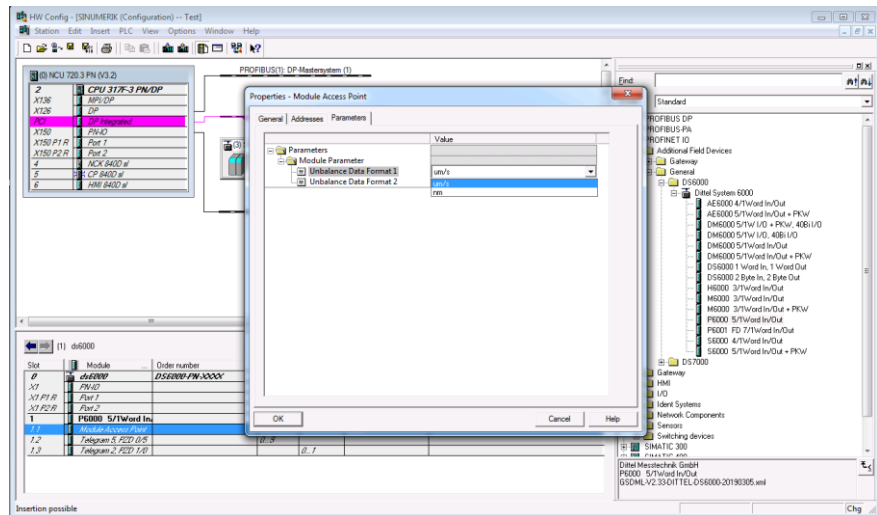 HW Config - [SINUMERIK (Configuration) -- Test]
Station Edit Insert PLC View Options Window Help
PROFIBUS(1): DP-Mastersystem (1)
(0) NCU 720.3 PN (V3.2)
2 CPU 317F-3 PN/DP
X136 MPI/DP
X126 DP
PCI DP Integrated
X150 PN-IO
X150 P1 R Port 1
X150 P2 R Port 2
4 NCK 840D sl
5 CP 840D sl
6 HMI 840D sl
(3)
Properties - Module Access Point
General Addresses Parameters
Value
Parameters
Module Parameter
Unbalance Data Format 1 um/s
Unbalance Data Format 2 um/s
nm
OK Cancel Help
Find:
Standard
PROFIBUS DP
PROFIBUS-PA
PROFINET IO
Additional Field Devices
Gateway
General
DS6000
Dittel System 6000
AE6000 4/1Word In/Out
AE6000 5/1Word In/Out + PKW
DM6000 5/1W I/O + PKW, 40Bi I/O
DM6000 5/1W I/O, 40Bi I/O
DM6000 5/1Word In/Out
DM6000 5/1Word In/Out + PKW
DS6000 1 Word In, 1 Word Out
DS6000 2 Byte In, 2 Byte Out
H6000 3/1Word In/Out
M6000 3/1Word In/Out
M6000 3/1Word In/Out + PKW
P6000 5/1Word In/Out
P6001 FD 7/1Word In/Out
S6000 4/1Word In/Out
S6000 5/1Word In/Out + PKW
DS7000
Gateway
HMI
I/O
Ident Systems
Network Components
Sensors
Switching devices
SIMATIC 300
SIMATIC 400
(1) ds6000
Slot Module ... Order number
0 ds6000 DS6000-PN-XXXX
X1 PN-IO
X1 P1 R Port 1
X1 P2 R Port 2
1 P6000 5/1Word In,
1.1 Module Access Point
1.2 Telegram 5, PZD 0/5 0...9
1.3 Telegram 2, PZD 1/0 0...1
Dittel Messtechnik GmbH
P6000 5/1Word In/Out
GSDML-V2.33-DITTEL-DS6000-20190305.xml
Insertion possible
Chg